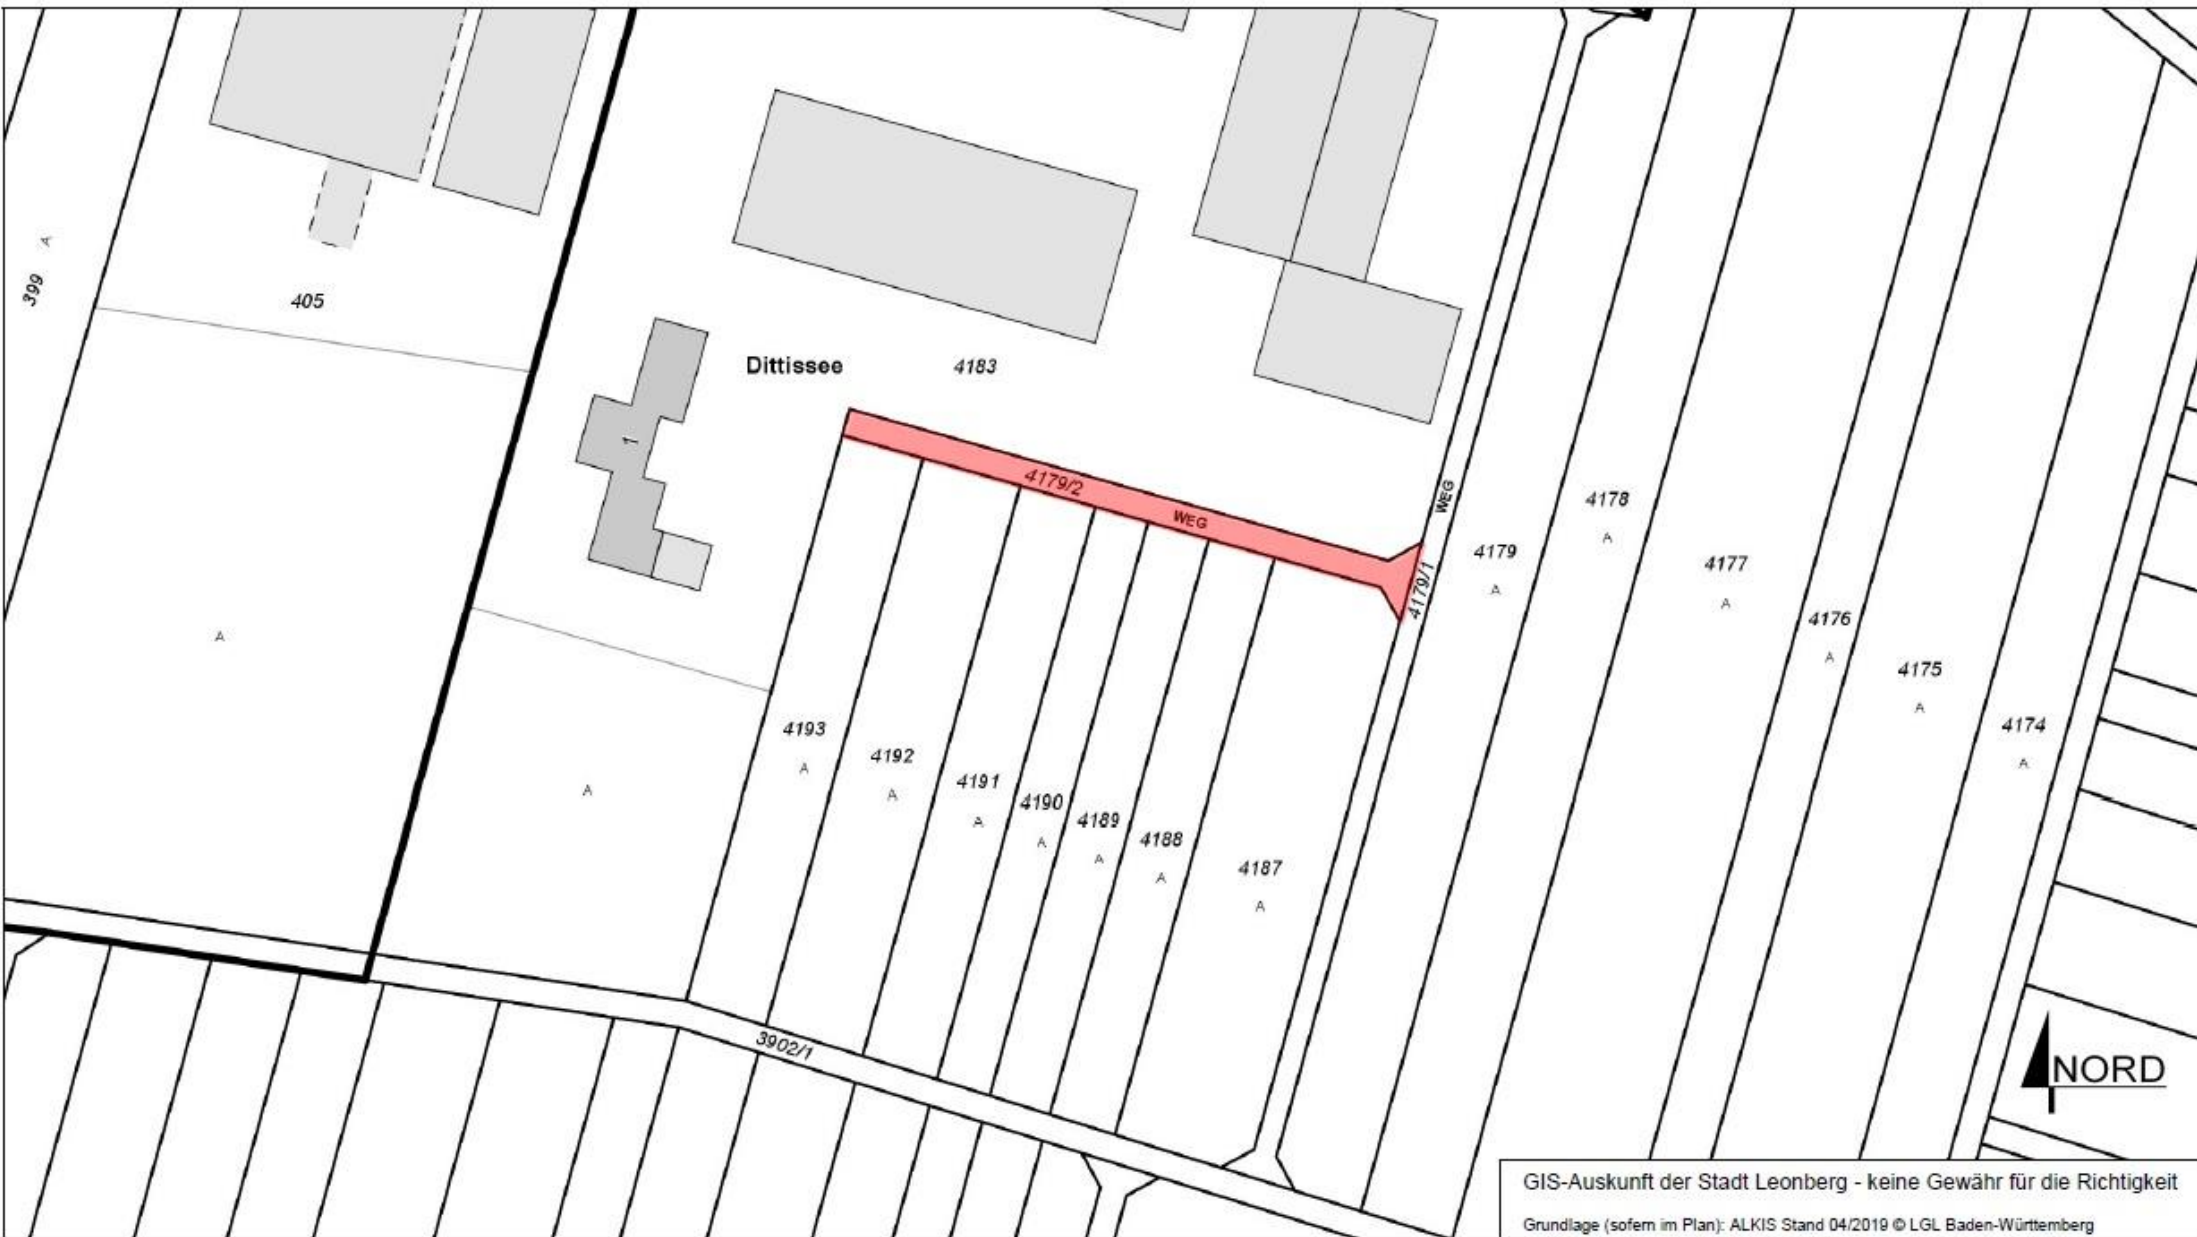 399
A
405
Dittissee
4183
1
4179/2
WEG
WEG
4179/1
4179
A
4178
A
4177
A
4176
A
4175
A
4174
A
A
A
4193
A
4192
A
4191
A
4190
A
4189
A
4188
A
4187
A
3902/1
NORD
GIS-Auskunft der Stadt Leonberg - keine Gewähr für die Richtigkeit
Grundlage (sofern im Plan): ALKIS Stand 04/2019 © LGL Baden-Württemberg